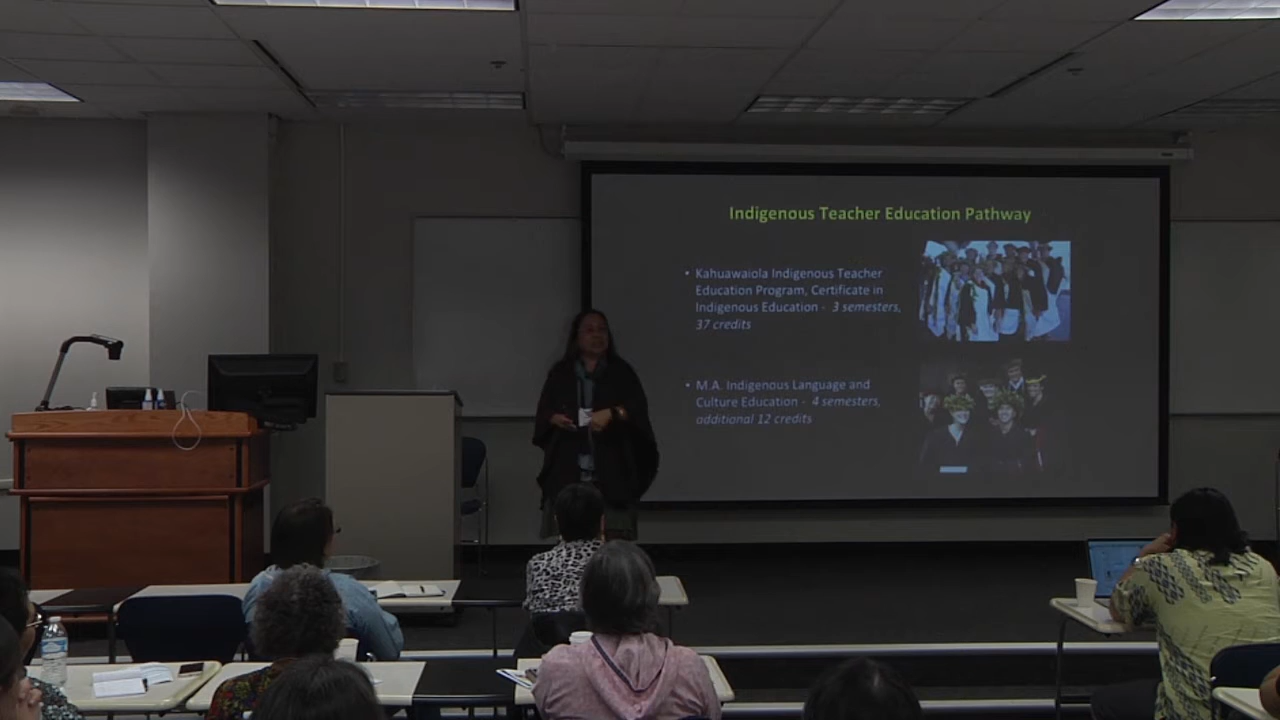 Indigenous Teacher Education Pathway
• Kahuawaiola Indigenous Teacher
Education Program, Certificate in
Indigenous Education - 3 semesters,
37 credits
• M.A. Indigenous Language and
Culture Education - 4 semesters,
additional 12 credits